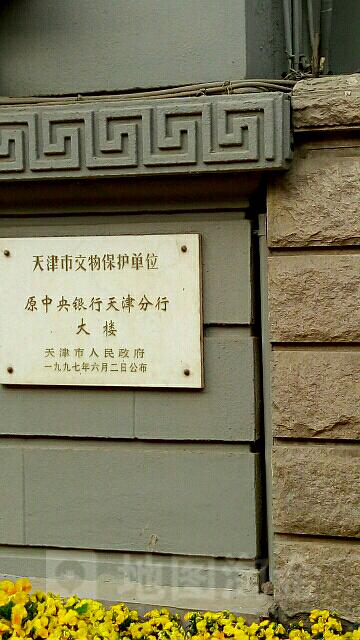 天津市文物保护单位
原中央银行天津分行
大楼
天津市人民政府
一九九七年六月二日公布